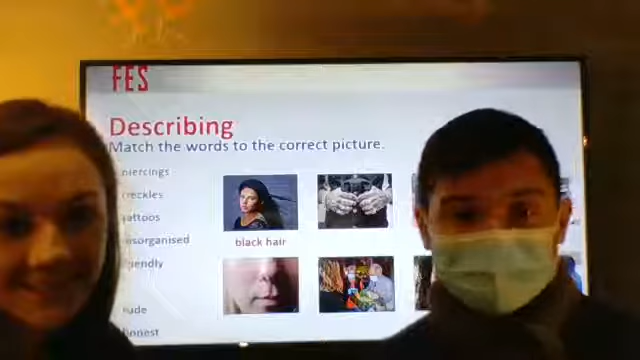 FES
Describing
Match the words to the correct picture.
piercings
freckles
tattoos
disorganised
black hair
friendly
rude
honest